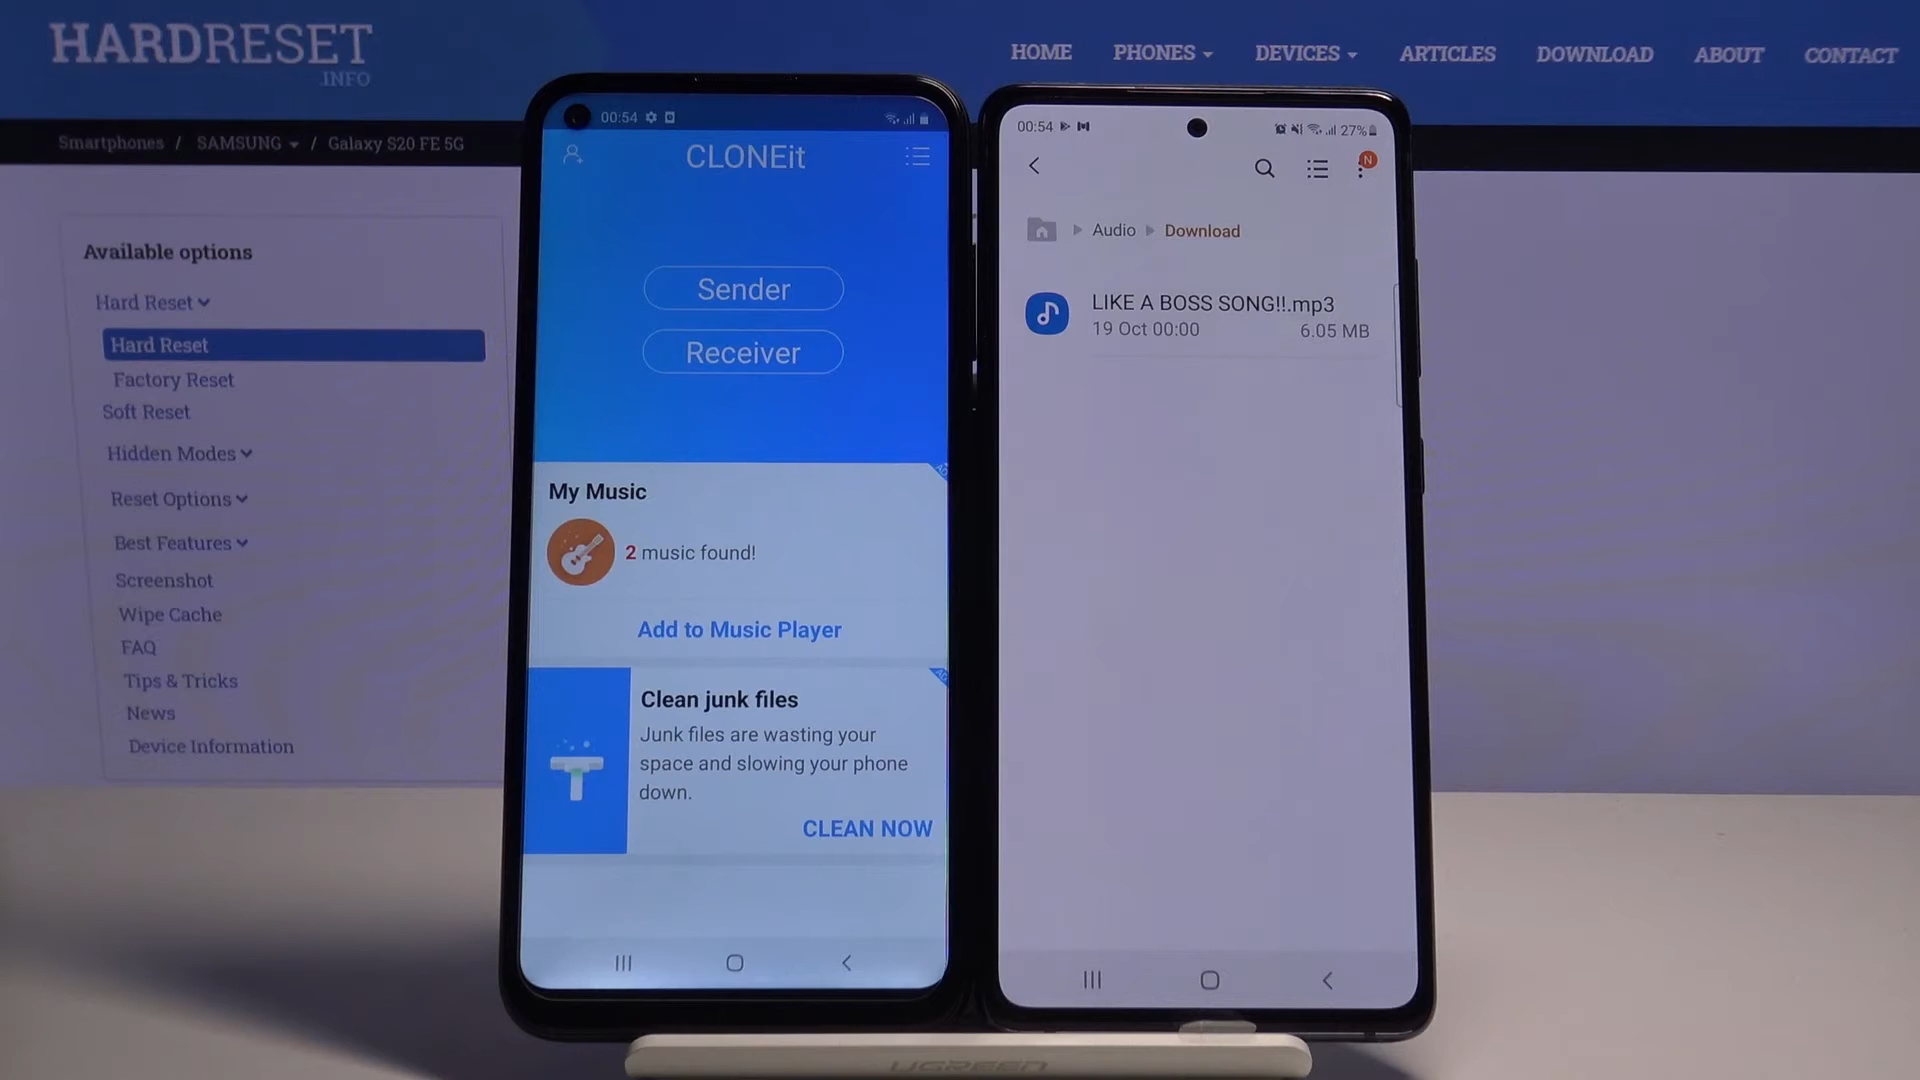 HARDRESET
.INFO
HOME PHONES DEVICES ARTICLES DOWNLOAD ABOUT CONTACT
Smartphones / SAMSUNG / Galaxy S20 FE 5G
Available options
Hard Reset
Hard Reset
Factory Reset
Soft Reset
Hidden Modes
Reset Options
Best Features
Screenshot
Wipe Cache
FAQ
Tips & Tricks
News
Device Information
00:54
CLONEit
Sender
Receiver
AD
My Music
2 music found!
Add to Music Player
AD
Clean junk files
Junk files are wasting your
space and slowing your phone
down.
CLEAN NOW
00:54 27%
N
Audio Download
LIKE A BOSS SONG!!.mp3
19 Oct 00:00 6.05 MB
UGREEN